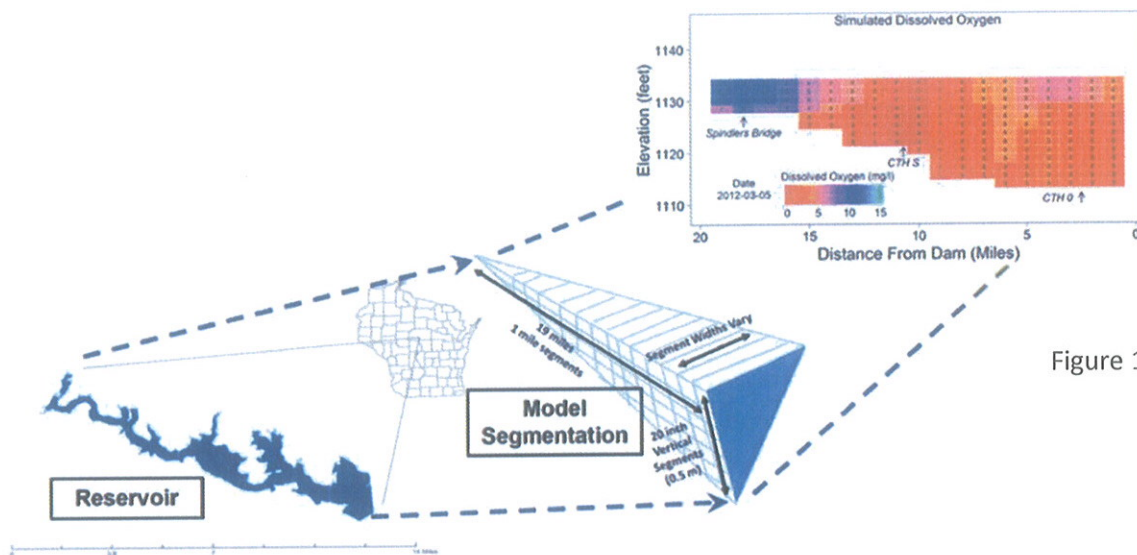 Simulated Dissolved Oxygen
Elevation (feet)
1140
1130
1120
1110
Spindlers Bridge
CTH S
CTH 0
Date
2012-03-05
Dissolved Oxygen (mg/l)
0 5 10 15
20 15 10 5 0
Distance From Dam (Miles)
19 miles
1 mile segments
Segment Widths Vary
20 inch
Vertical
Segments
(0.5 m)
Model
Segmentation
Reservoir
Figure 1